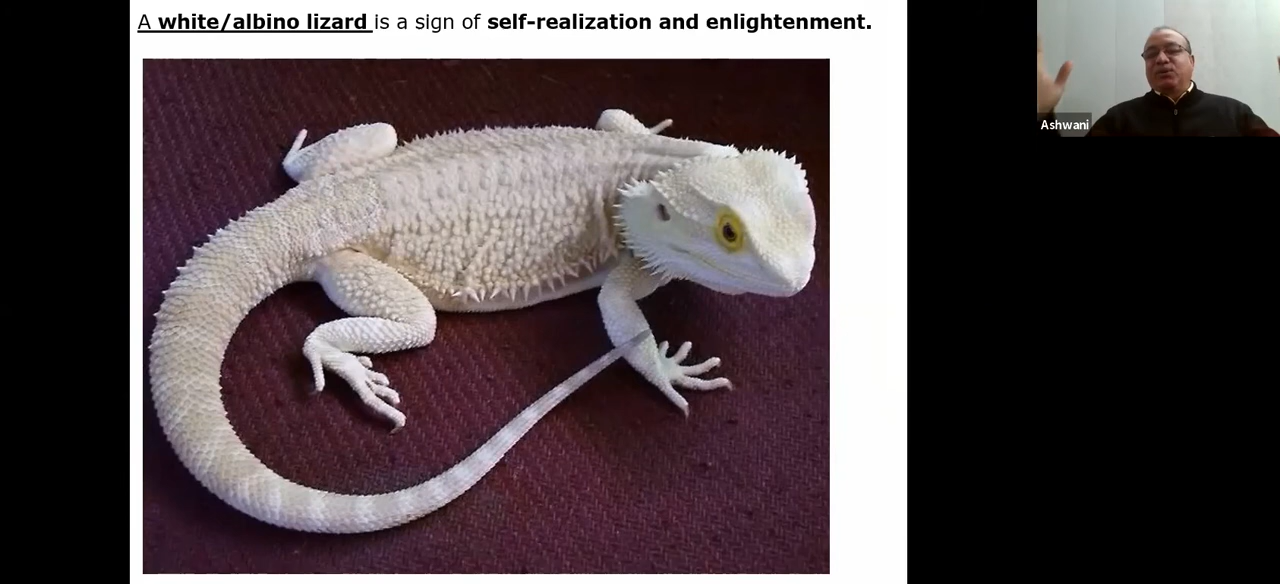 A white/albino lizard is a sign of self-realization and enlightenment.
Ashwani